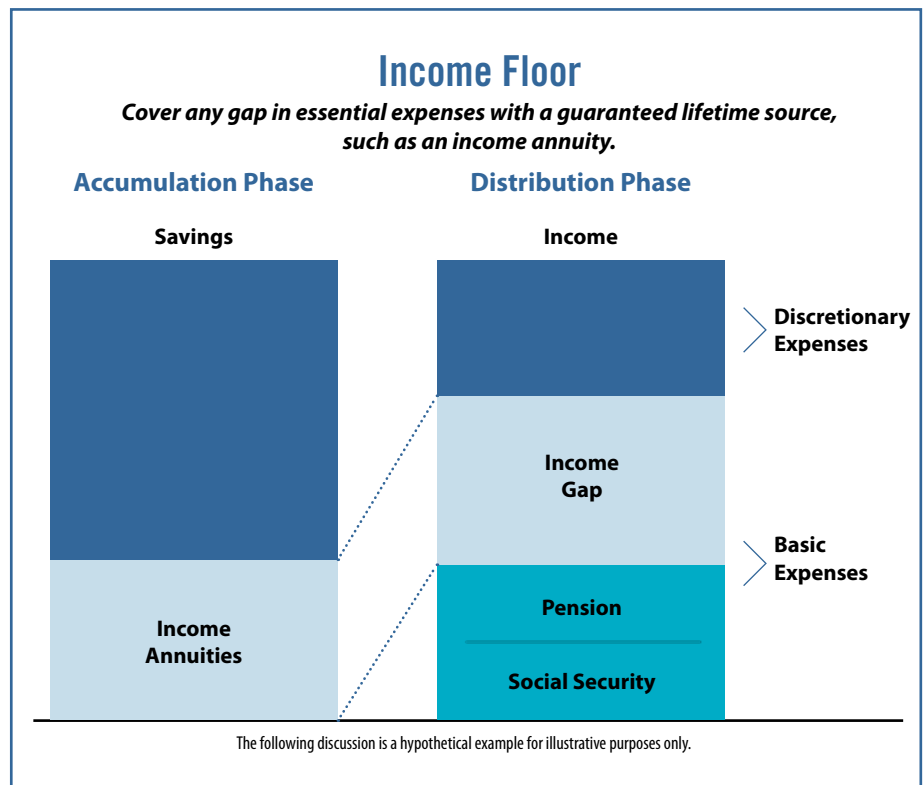 Income Floor
Cover any gap in essential expenses with a guaranteed lifetime source,
such as an income annuity.
Accumulation Phase
Distribution Phase
Savings
Income
Discretionary
Expenses
Income
Gap
Basic
Expenses
Income
Annuities
Pension
Social Security
The following discussion is a hypothetical example for illustrative purposes only.